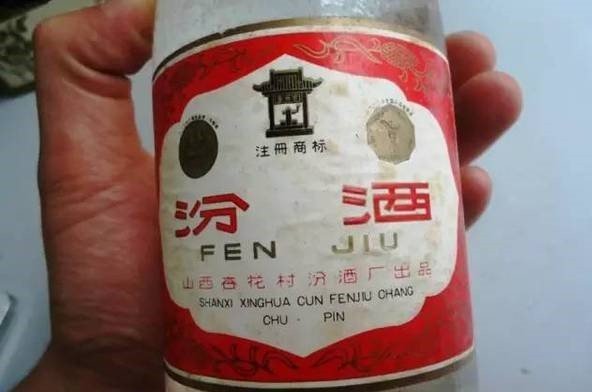 注冊商标
汾 酒
FEN JIU
山西杏花村汾酒厂出品
SHANXI XINGHUA CUN FENJIU CHANG
CHU · PIN